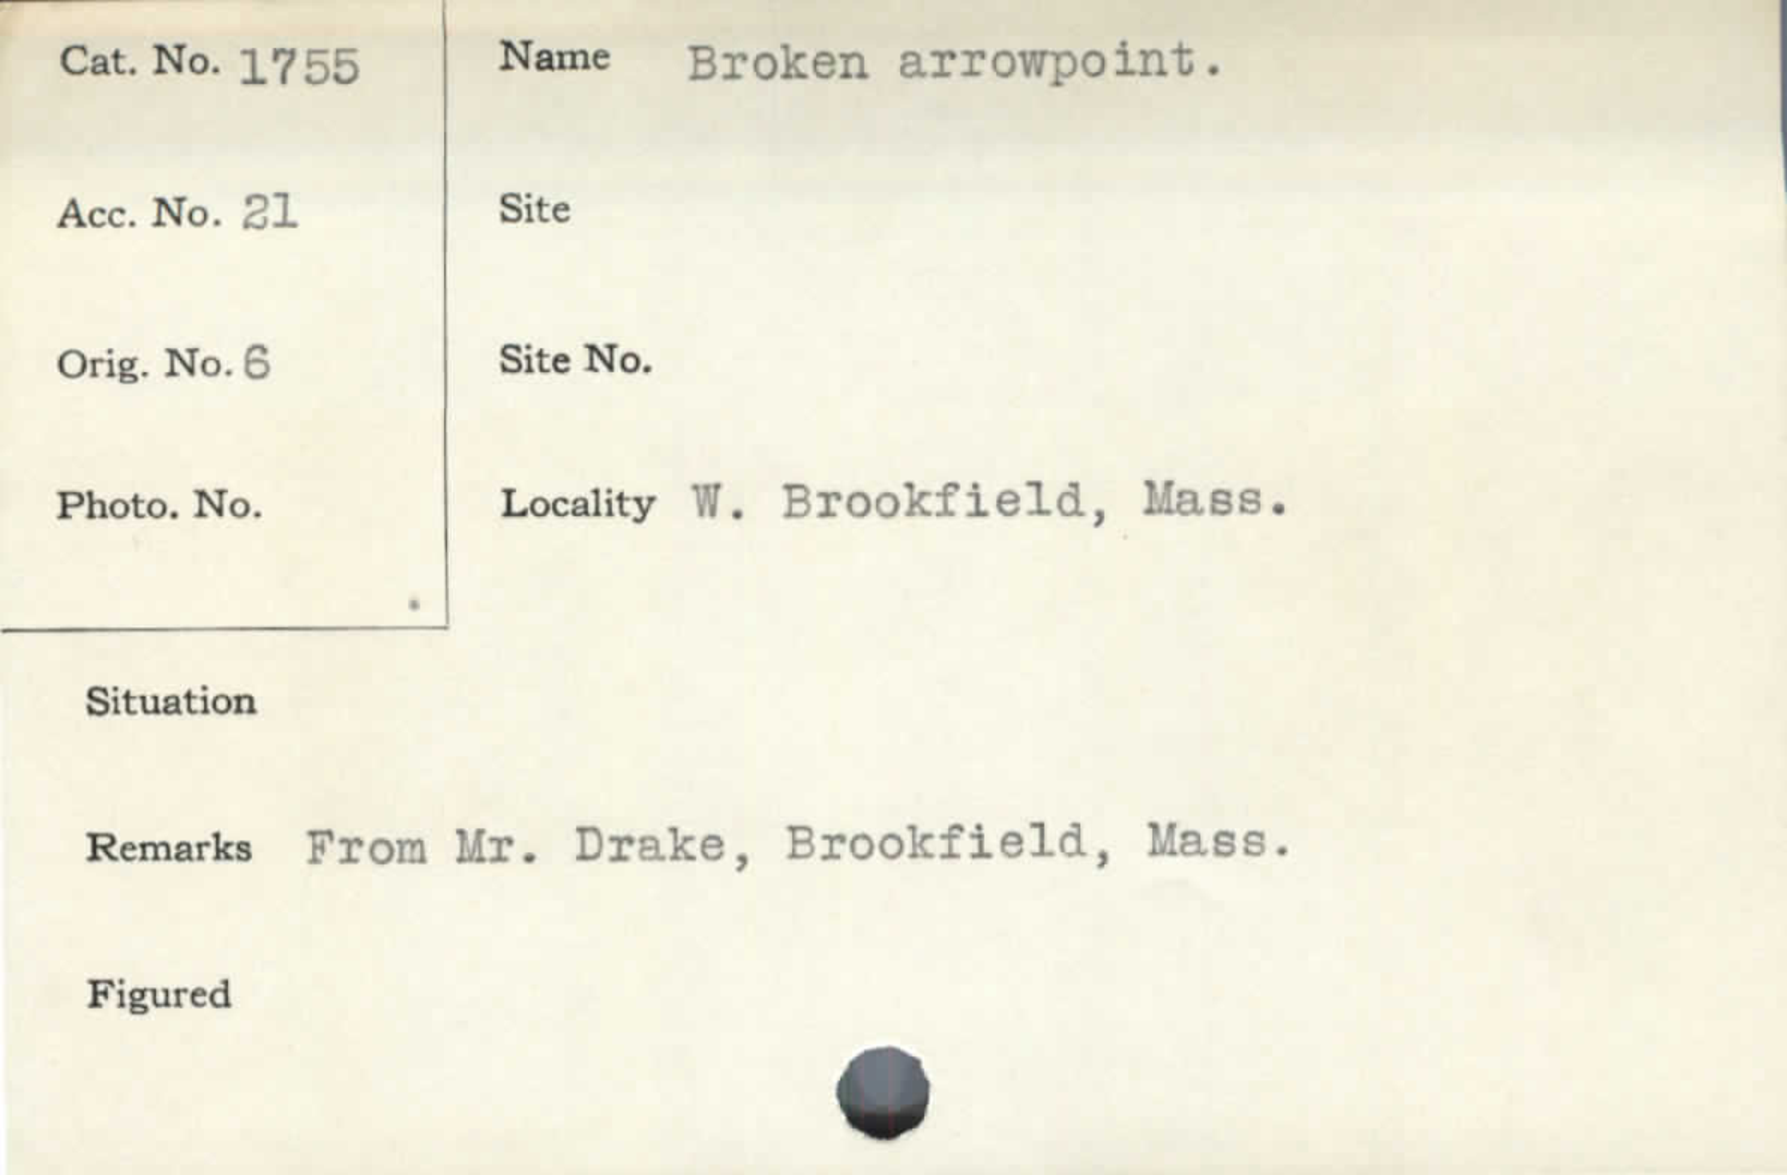 Cat. No. 1755
Name Broken arrowpoint.
Acc. No. 21
Site
Orig. No. 6
Site No.
Photo. No.
Locality W. Brookfield, Mass.
Situation
Remarks From Mr. Drake, Brookfield, Mass.
Figured